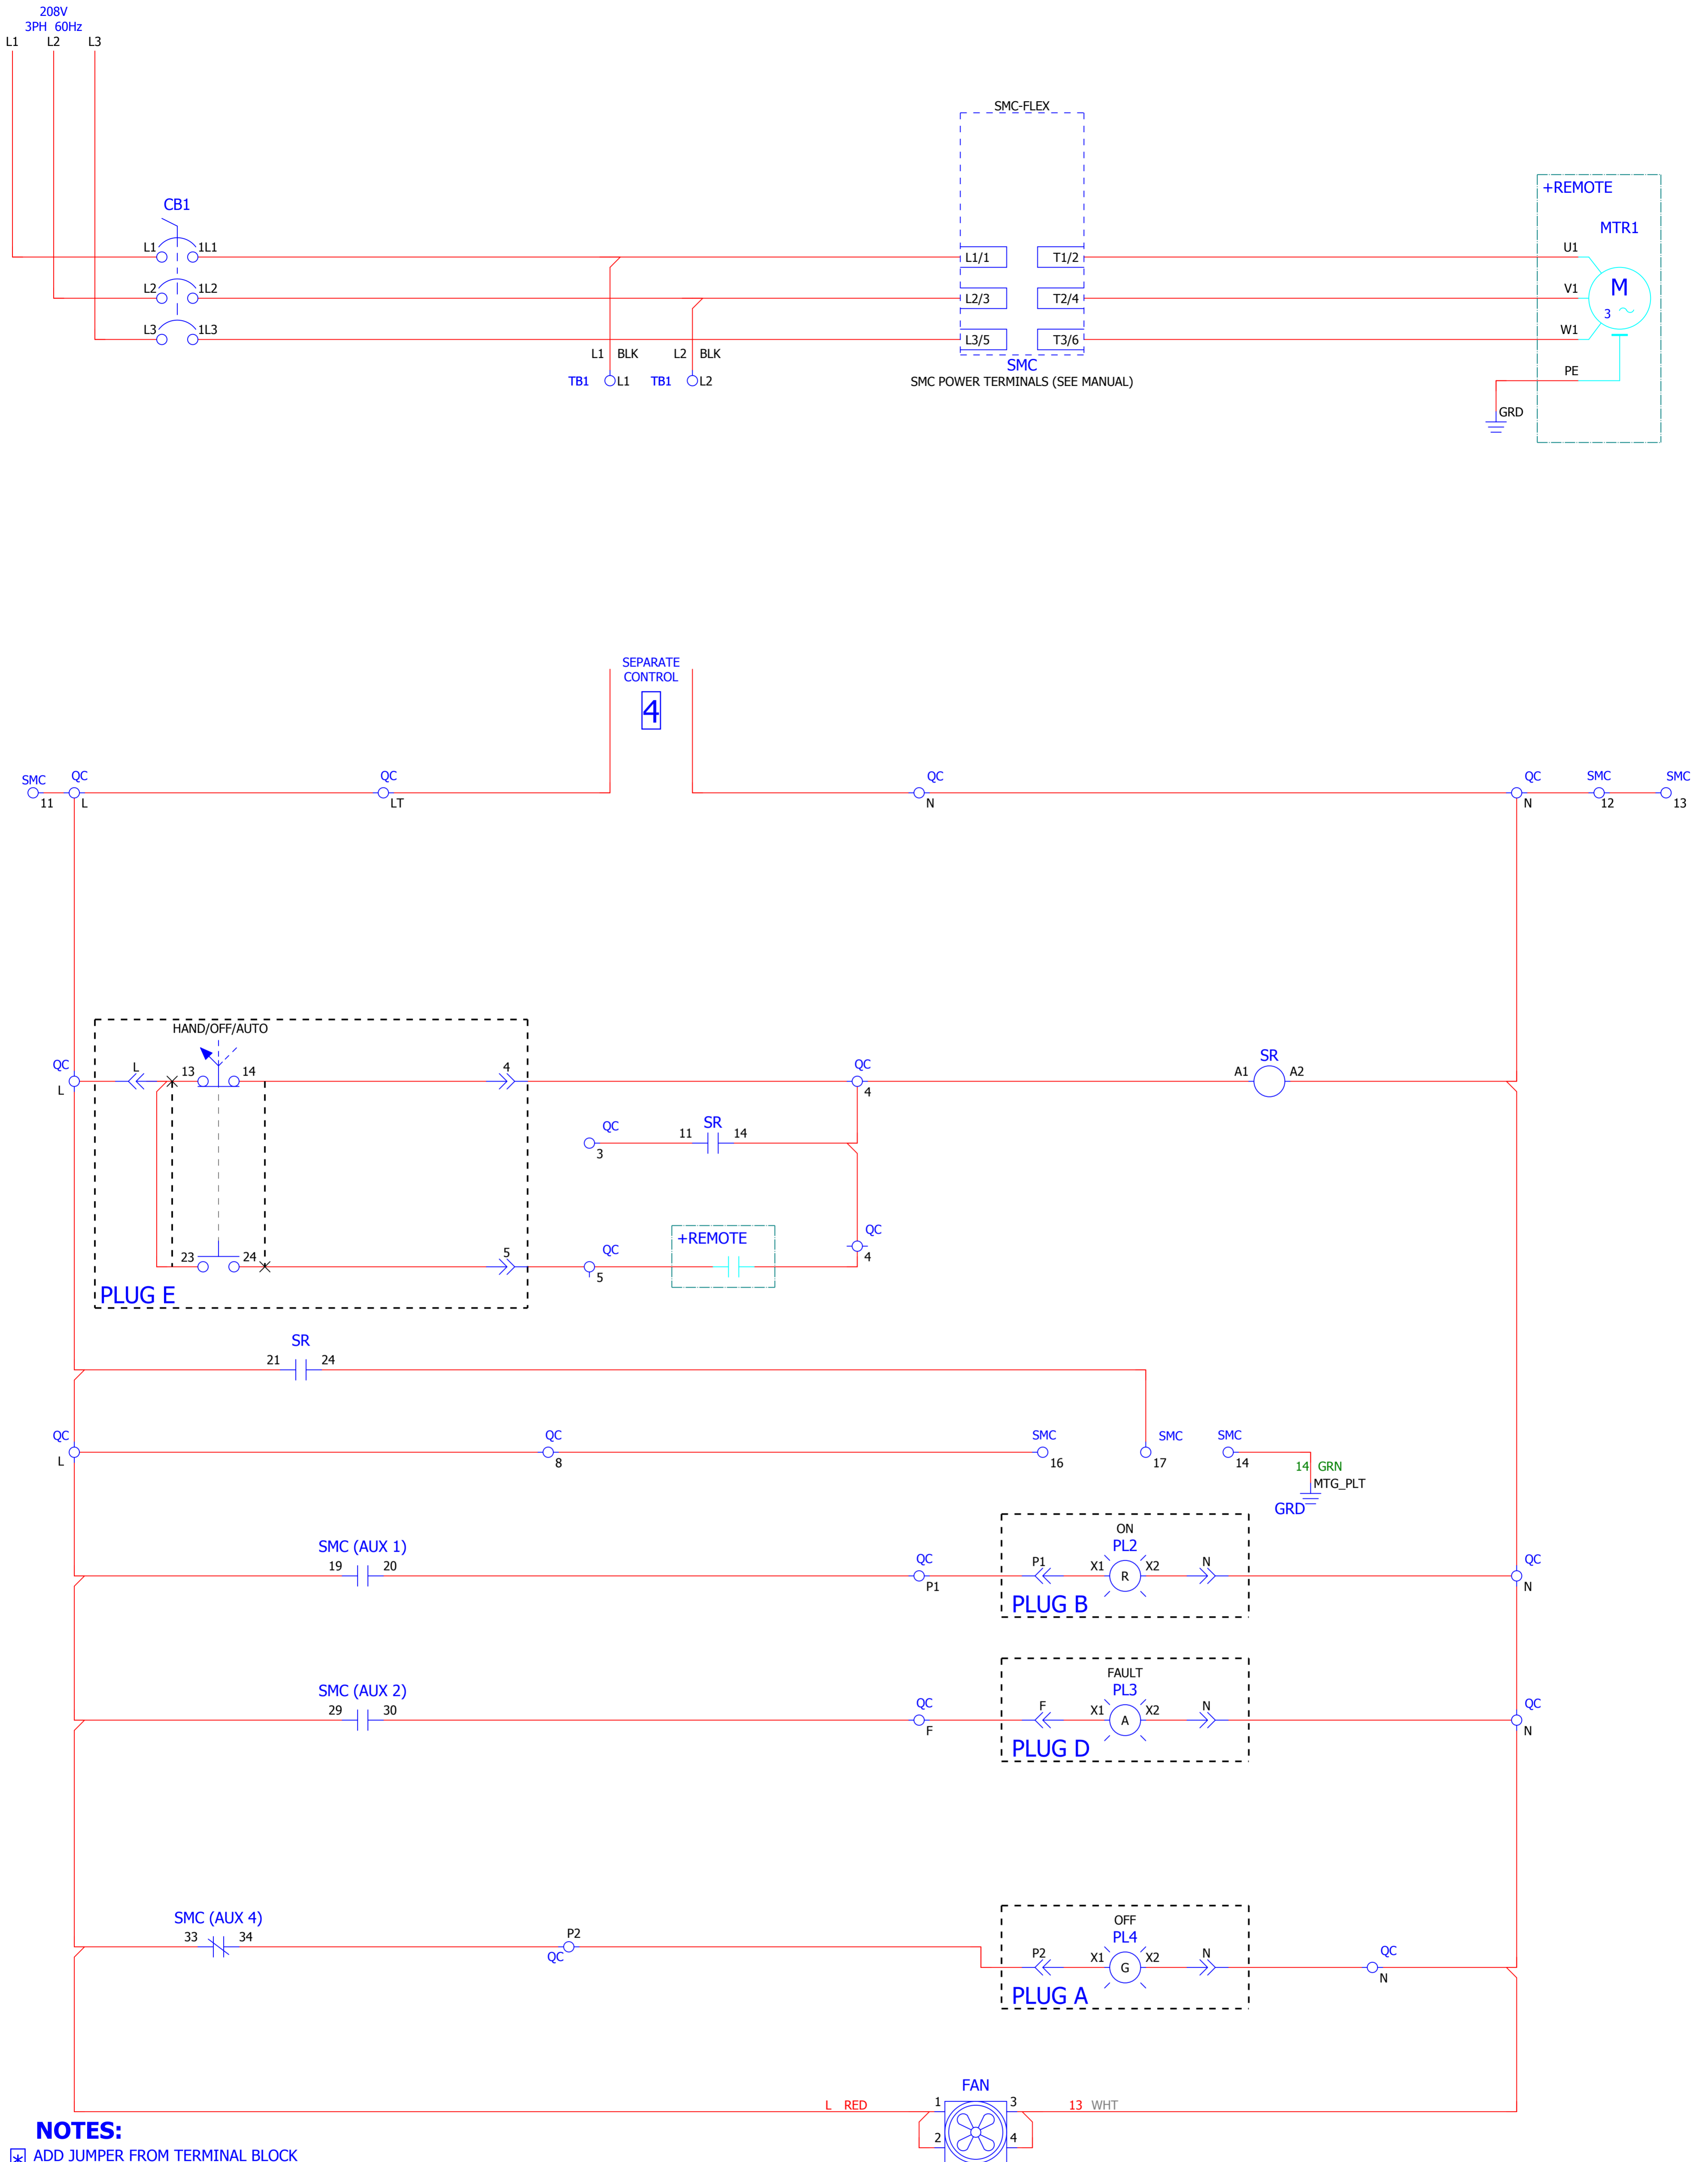 208V
3PH 60Hz
L1 L2 L3
SMC-FLEX
+REMOTE
CB1
MTR1
L1 1L1 L1/1 T1/2 U1
L2 1L2 L2/3 T2/4 V1
M
3
L3 1L3 L3/5 T3/6 W1
L1 BLK L2 BLK
SMC
TB1 L1 TB1 L2
SMC POWER TERMINALS (SEE MANUAL)
PE
GRD
SEPARATE
CONTROL
4
SMC QC QC QC QC SMC SMC
11 L LT N N 12 13
HAND/OFF/AUTO
QC L 13 14 4 QC SR
L 4 A1 A2
QC SR
3 11 14
+REMOTE
QC
4
23 24 5 QC
5
PLUG E
SR
21 24
QC QC SMC SMC SMC
L 8 16 17 14
14 GRN
MTG_PLT
GRD
ON
SMC (AUX 1) PL2
19 20 QC P1 X1 R X2 N QC
P1 N
PLUG B
FAULT
SMC (AUX 2) PL3
29 30 QC F X1 A X2 N QC
F N
PLUG D
OFF
SMC (AUX 4) PL4
33 34 P2
QC
P2 X1 G X2 N QC
N
PLUG A
FAN
L RED 1 3 13 WHT
2 4
NOTES:
* ADD JUMPER FROM TERMINAL BLOCK